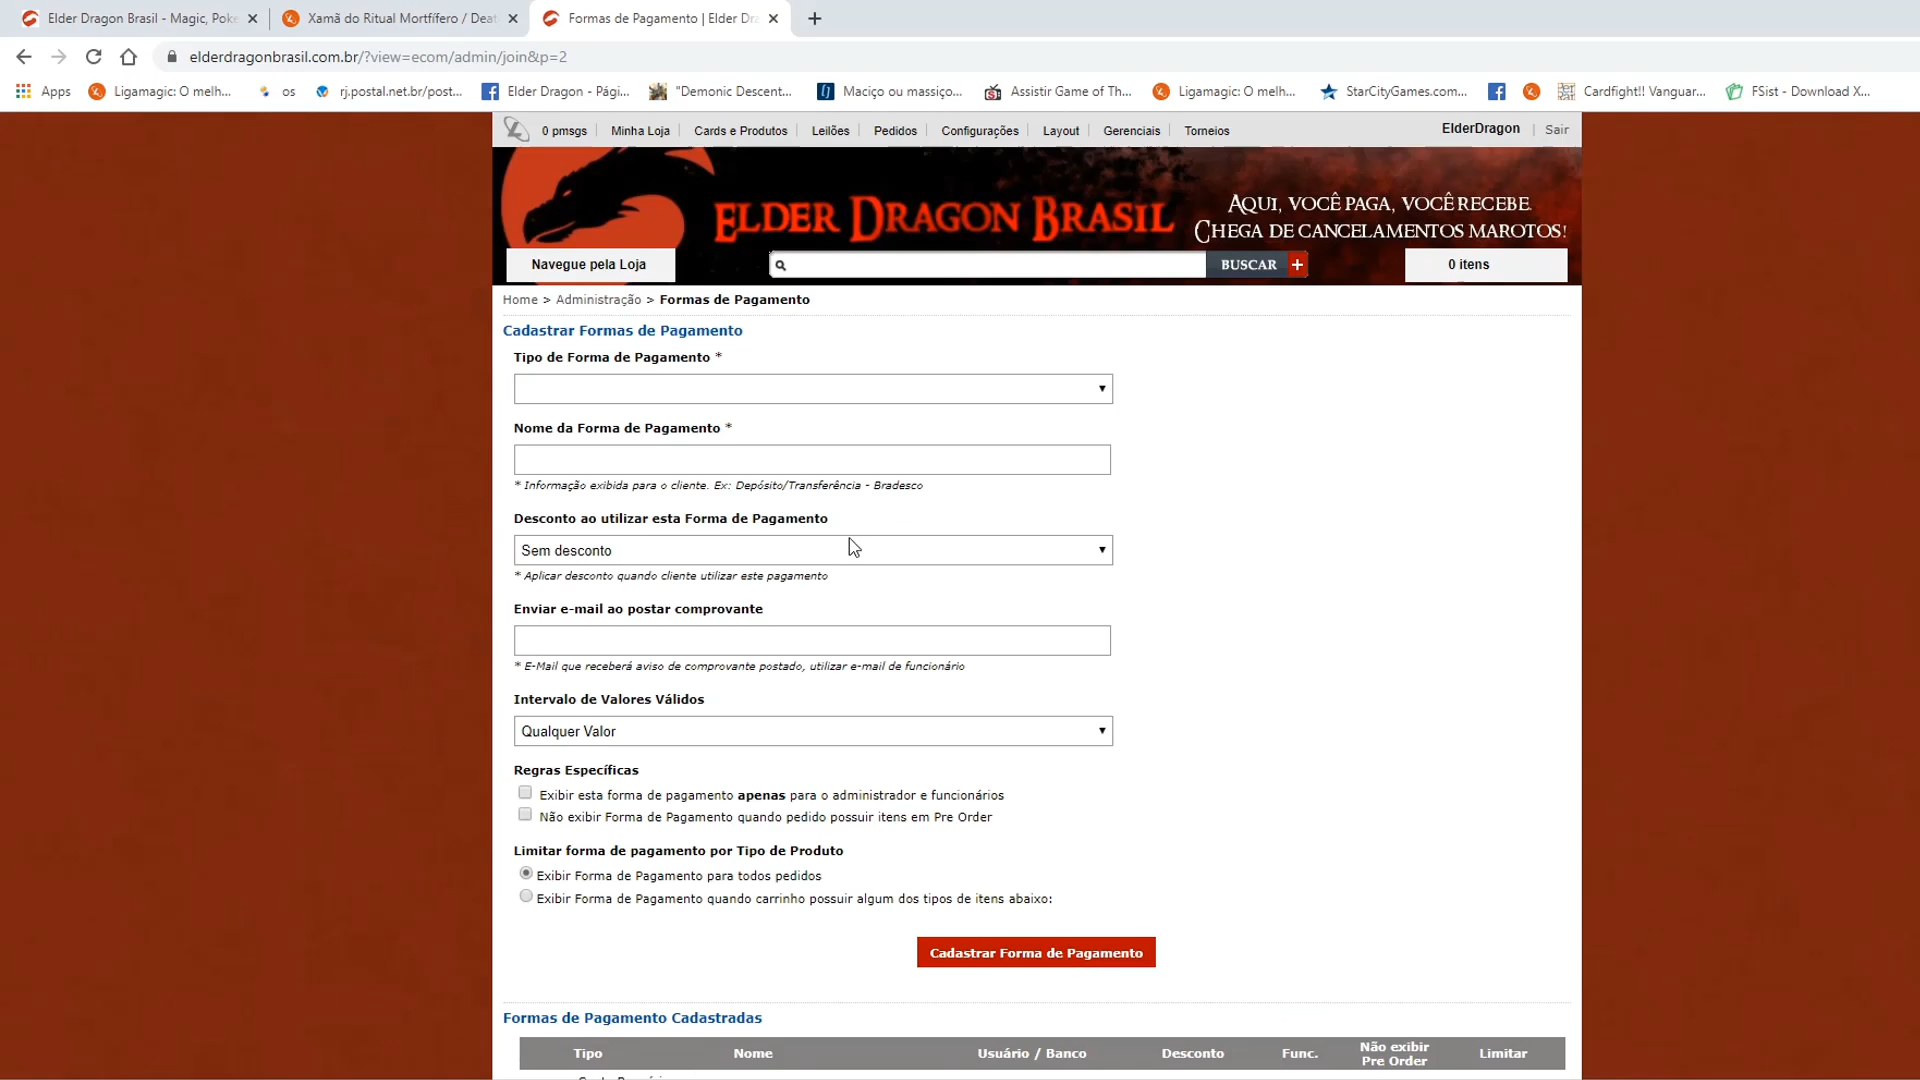 Elder Dragon Brasil - Magic, Poke
Xamã do Ritual Mortífero / Deat
Formas de Pagamento | Elder Dra
elderdragonbrasil.com.br/?view=ecom/admin/join&p=2
Apps
Ligamagic: O melh...
os
rj.postal.net.br/post...
Elder Dragon - Pági...
"Demonic Descent...
Maciço ou massiço...
Assistir Game of Th...
Ligamagic: O melh...
StarCityGames.com...
Cardfight!! Vanguar...
FSist - Download X...
0 pmsgs
Minha Loja
Cards e Produtos
Leilões
Pedidos
Configurações
Layout
Gerenciais
Torneios
ElderDragon | Sair
ELDER DRAGON BRASIL
AQUI, VOCÊ PAGA, VOCÊ RECEBE.
CHEGA DE CANCELAMENTOS MAROTOS!
Navegue pela Loja
BUSCAR +
0 itens
Home > Administração > Formas de Pagamento
Cadastrar Formas de Pagamento
Tipo de Forma de Pagamento *
Nome da Forma de Pagamento *
* Informação exibida para o cliente. Ex: Depósito/Transferência - Bradesco
Desconto ao utilizar esta Forma de Pagamento
Sem desconto
* Aplicar desconto quando cliente utilizar este pagamento
Enviar e-mail ao postar comprovante
* E-Mail que receberá aviso de comprovante postado, utilizar e-mail de funcionário
Intervalo de Valores Válidos
Qualquer Valor
Regras Específicas
Exibir esta forma de pagamento apenas para o administrador e funcionários
Não exibir Forma de Pagamento quando pedido possuir itens em Pre Order
Limitar forma de pagamento por Tipo de Produto
Exibir Forma de Pagamento para todos pedidos
Exibir Forma de Pagamento quando carrinho possuir algum dos tipos de itens abaixo:
Cadastrar Forma de Pagamento
Formas de Pagamento Cadastradas
Tipo
Nome
Usuário / Banco
Desconto
Func.
Não exibir
Pre Order
Limitar